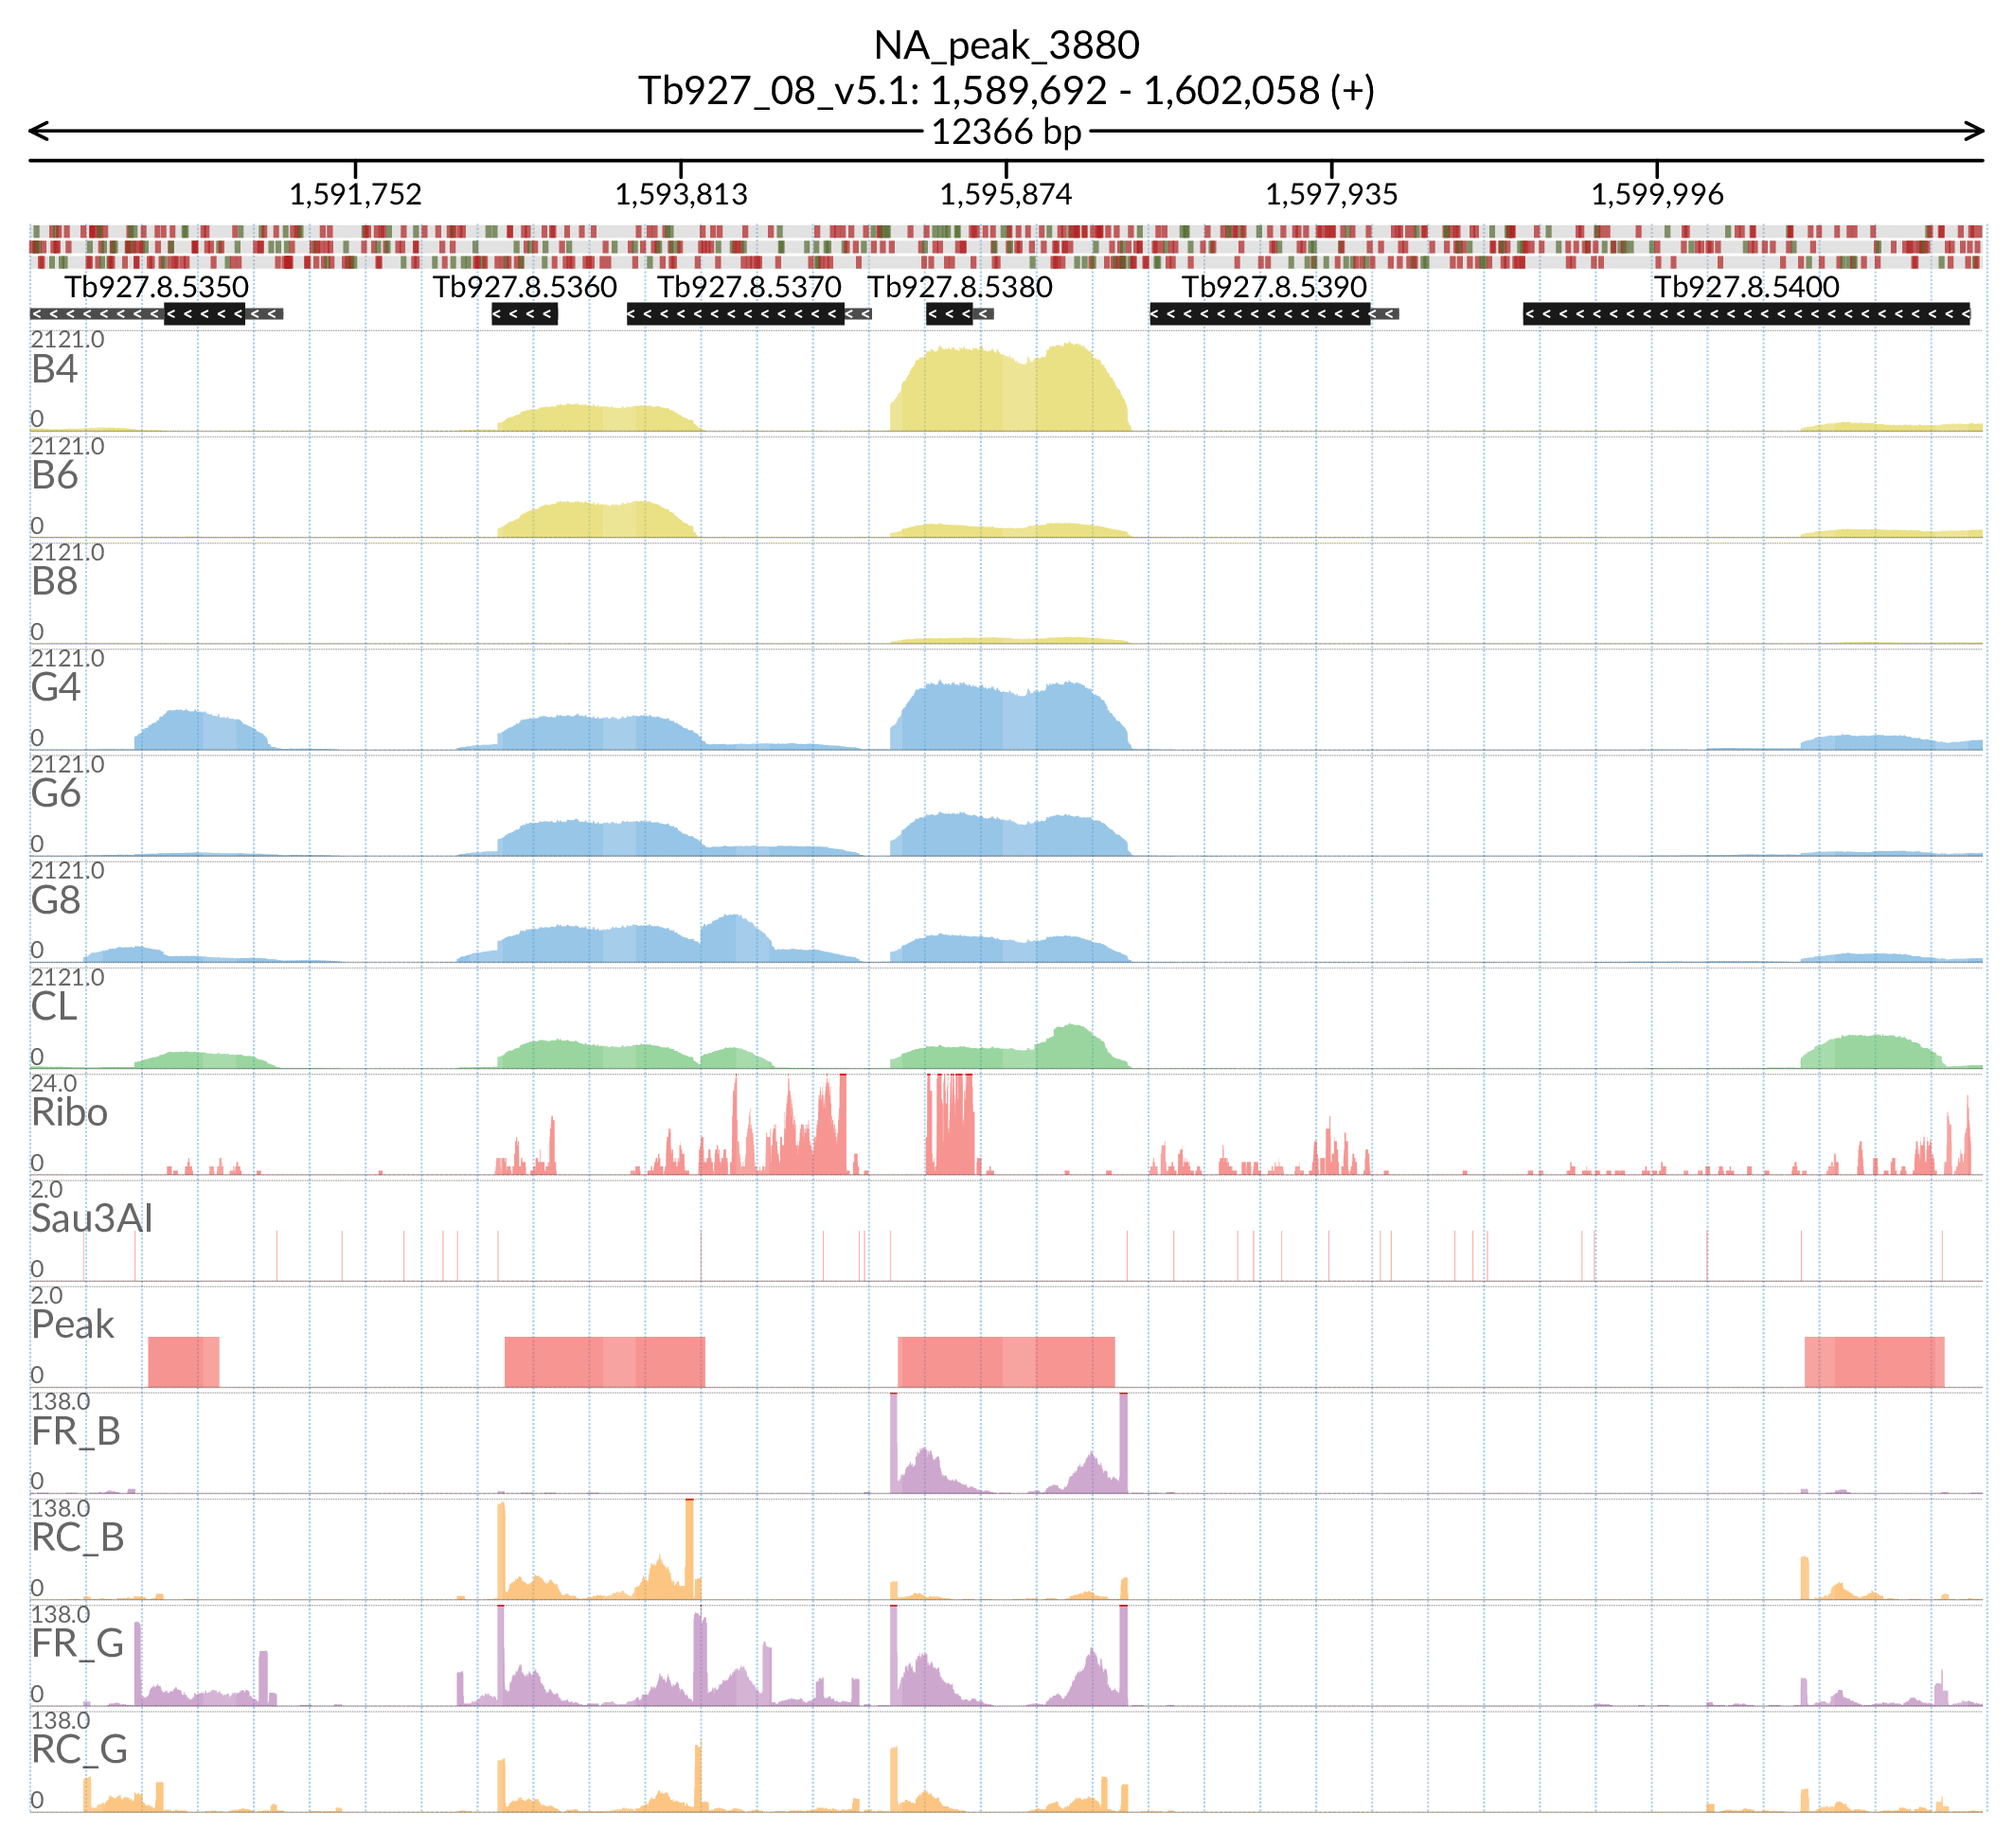 NA_peak_3880
Tb927_08_v5.1: 1,589,692 - 1,602,058 (+)
12366 bp
1,591,752 1,593,813 1,595,874 1,597,935 1,599,996
Tb927.8.5350 Tb927.8.5360 Tb927.8.5370 Tb927.8.5380 Tb927.8.5390 Tb927.8.5400
2121.0
B4
0
2121.0
B6
0
2121.0
B8
0
2121.0
G4
0
2121.0
G6
0
2121.0
G8
0
2121.0
CL
0
24.0
Ribo
0
2.0
Sau3AI
0
2.0
Peak
0
138.0
FR_B
0
138.0
RC_B
0
138.0
FR_G
0
138.0
RC_G
0